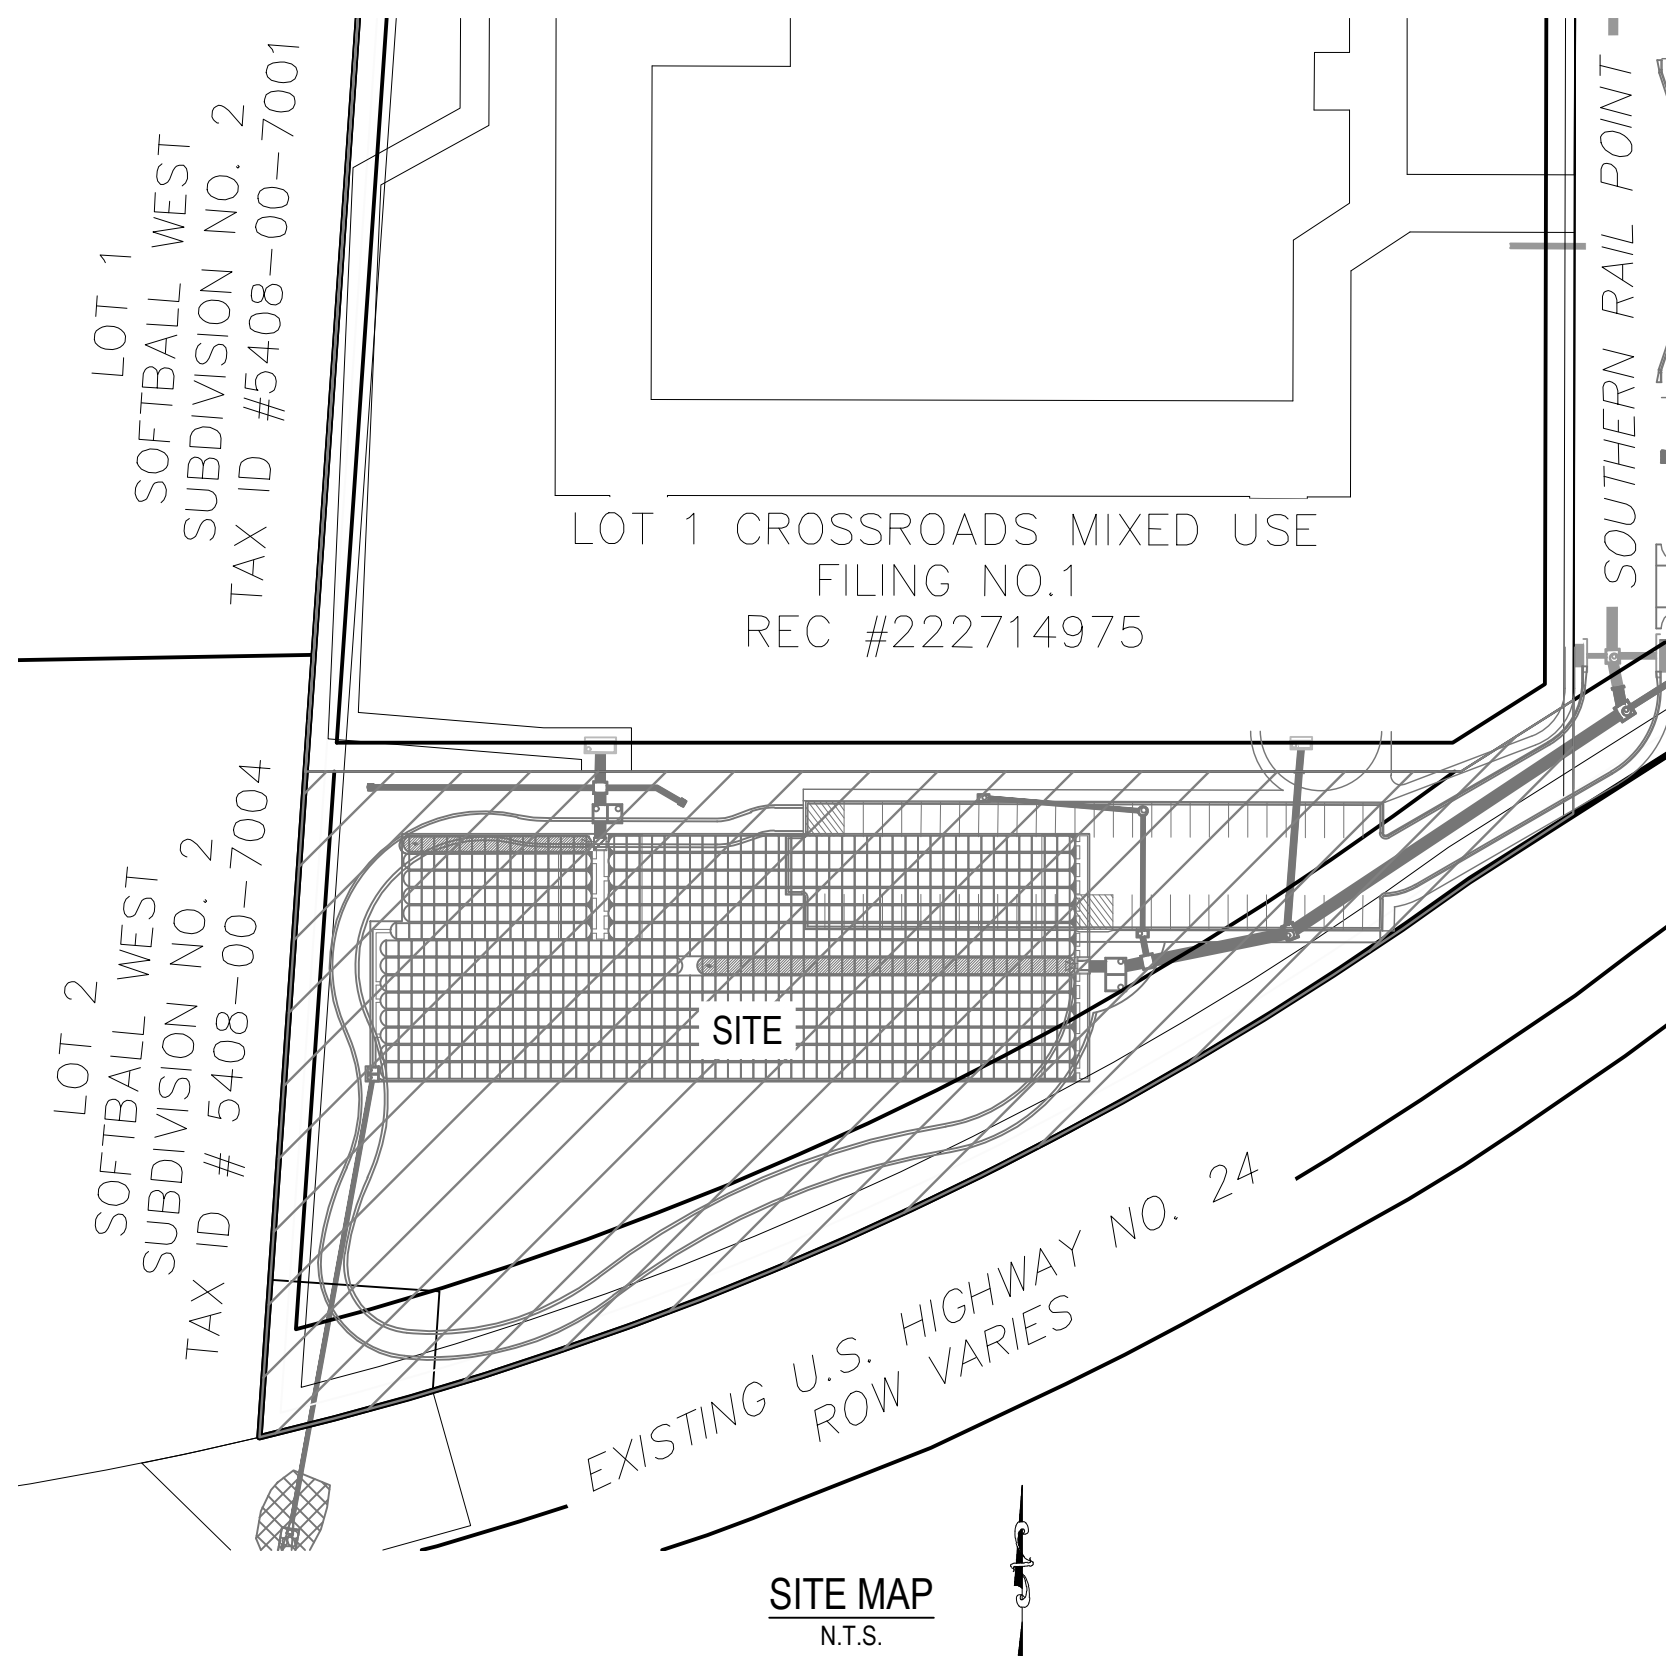 LOT 1
SOFTBALL WEST
SUBDIVISION NO. 2
TAX ID #5408-00-7001
SOUTHERN RAIL POINT
LOT 1 CROSSROADS MIXED USE
FILING NO.1
REC #222714975
LOT 2
SOFTBALL WEST
SUBDIVISION NO. 2
TAX ID # 5408-00-7004
SITE
EXISTING U.S. HIGHWAY NO. 24
ROW VARIES
SITE MAP
N.T.S.